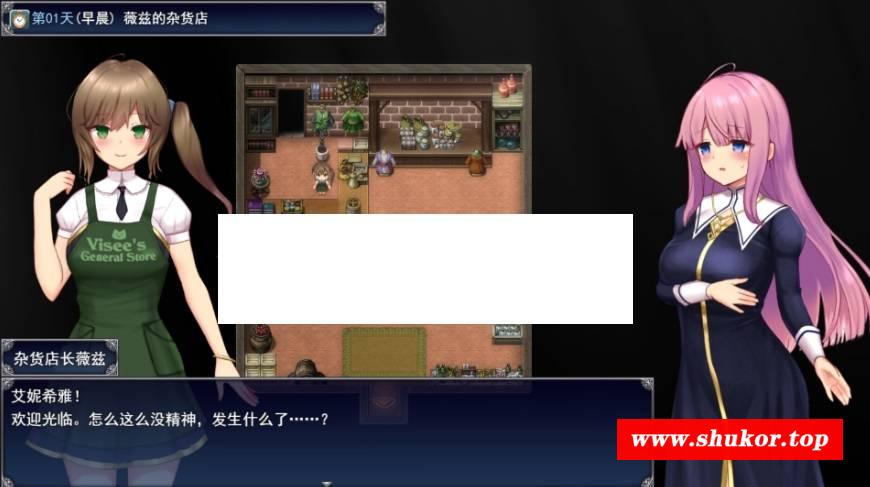 第01天(早晨) 薇兹的杂货店
Visee's
General Store
杂货店长薇兹
艾妮希雅!
欢迎光临。怎么这么没精神，发生什么了……?
www.shukor.top